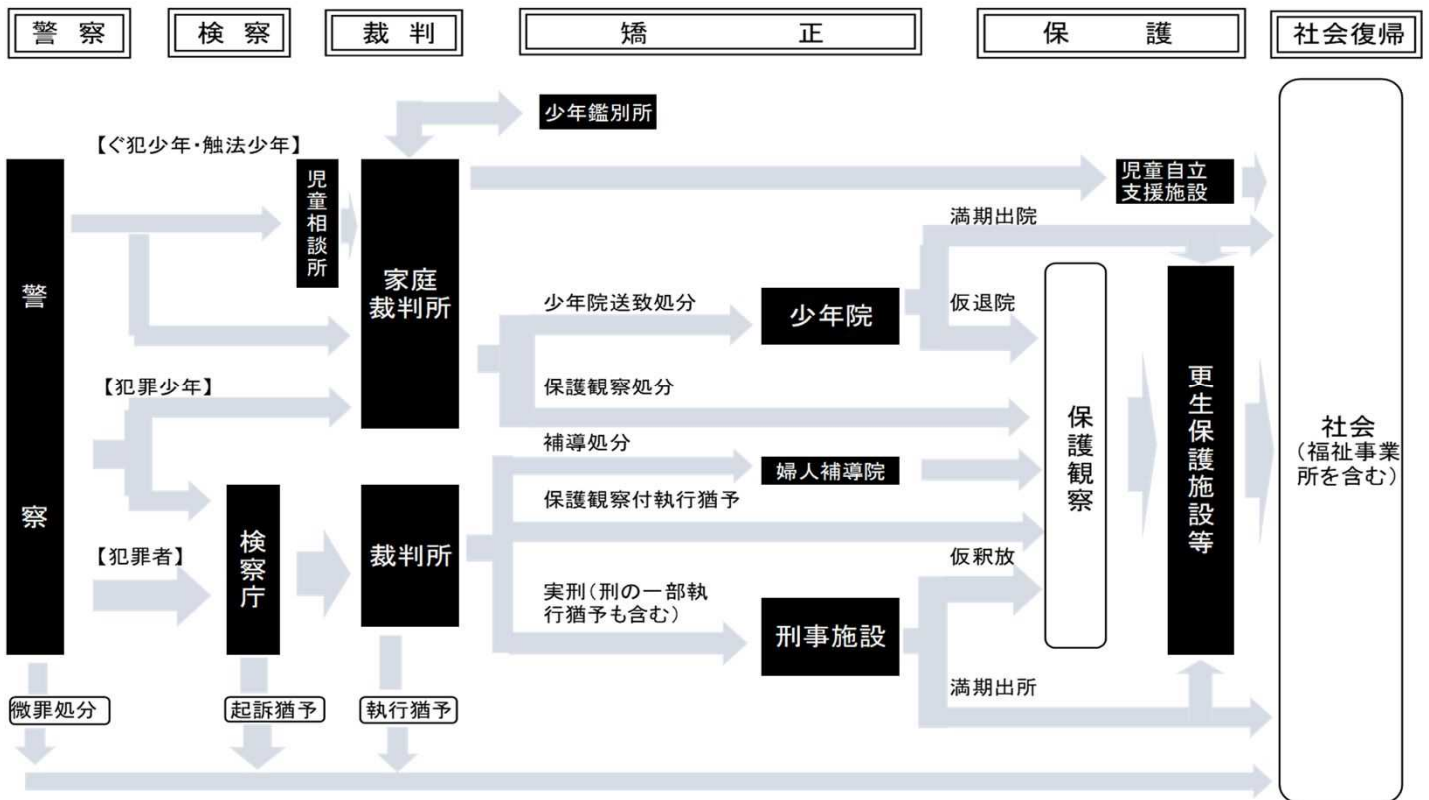 警察
検察
裁判
矯正
保護
社会復帰
少年鑑別所
【ぐ犯少年・触法少年】
児童相談所
児童自立
支援施設
満期出院
警察
家庭
裁判所
少年院送致処分
少年院
仮退院
【犯罪少年】
保護観察処分
保護観察
更生保護施設等
社会
(福祉事業
所を含む)
補導処分
婦人補導院
保護観察付執行猶予
【犯罪者】
検察庁
裁判所
仮釈放
実刑(刑の一部執
行猶予も含む)
刑事施設
満期出所
微罪処分
起訴猶予
執行猶予